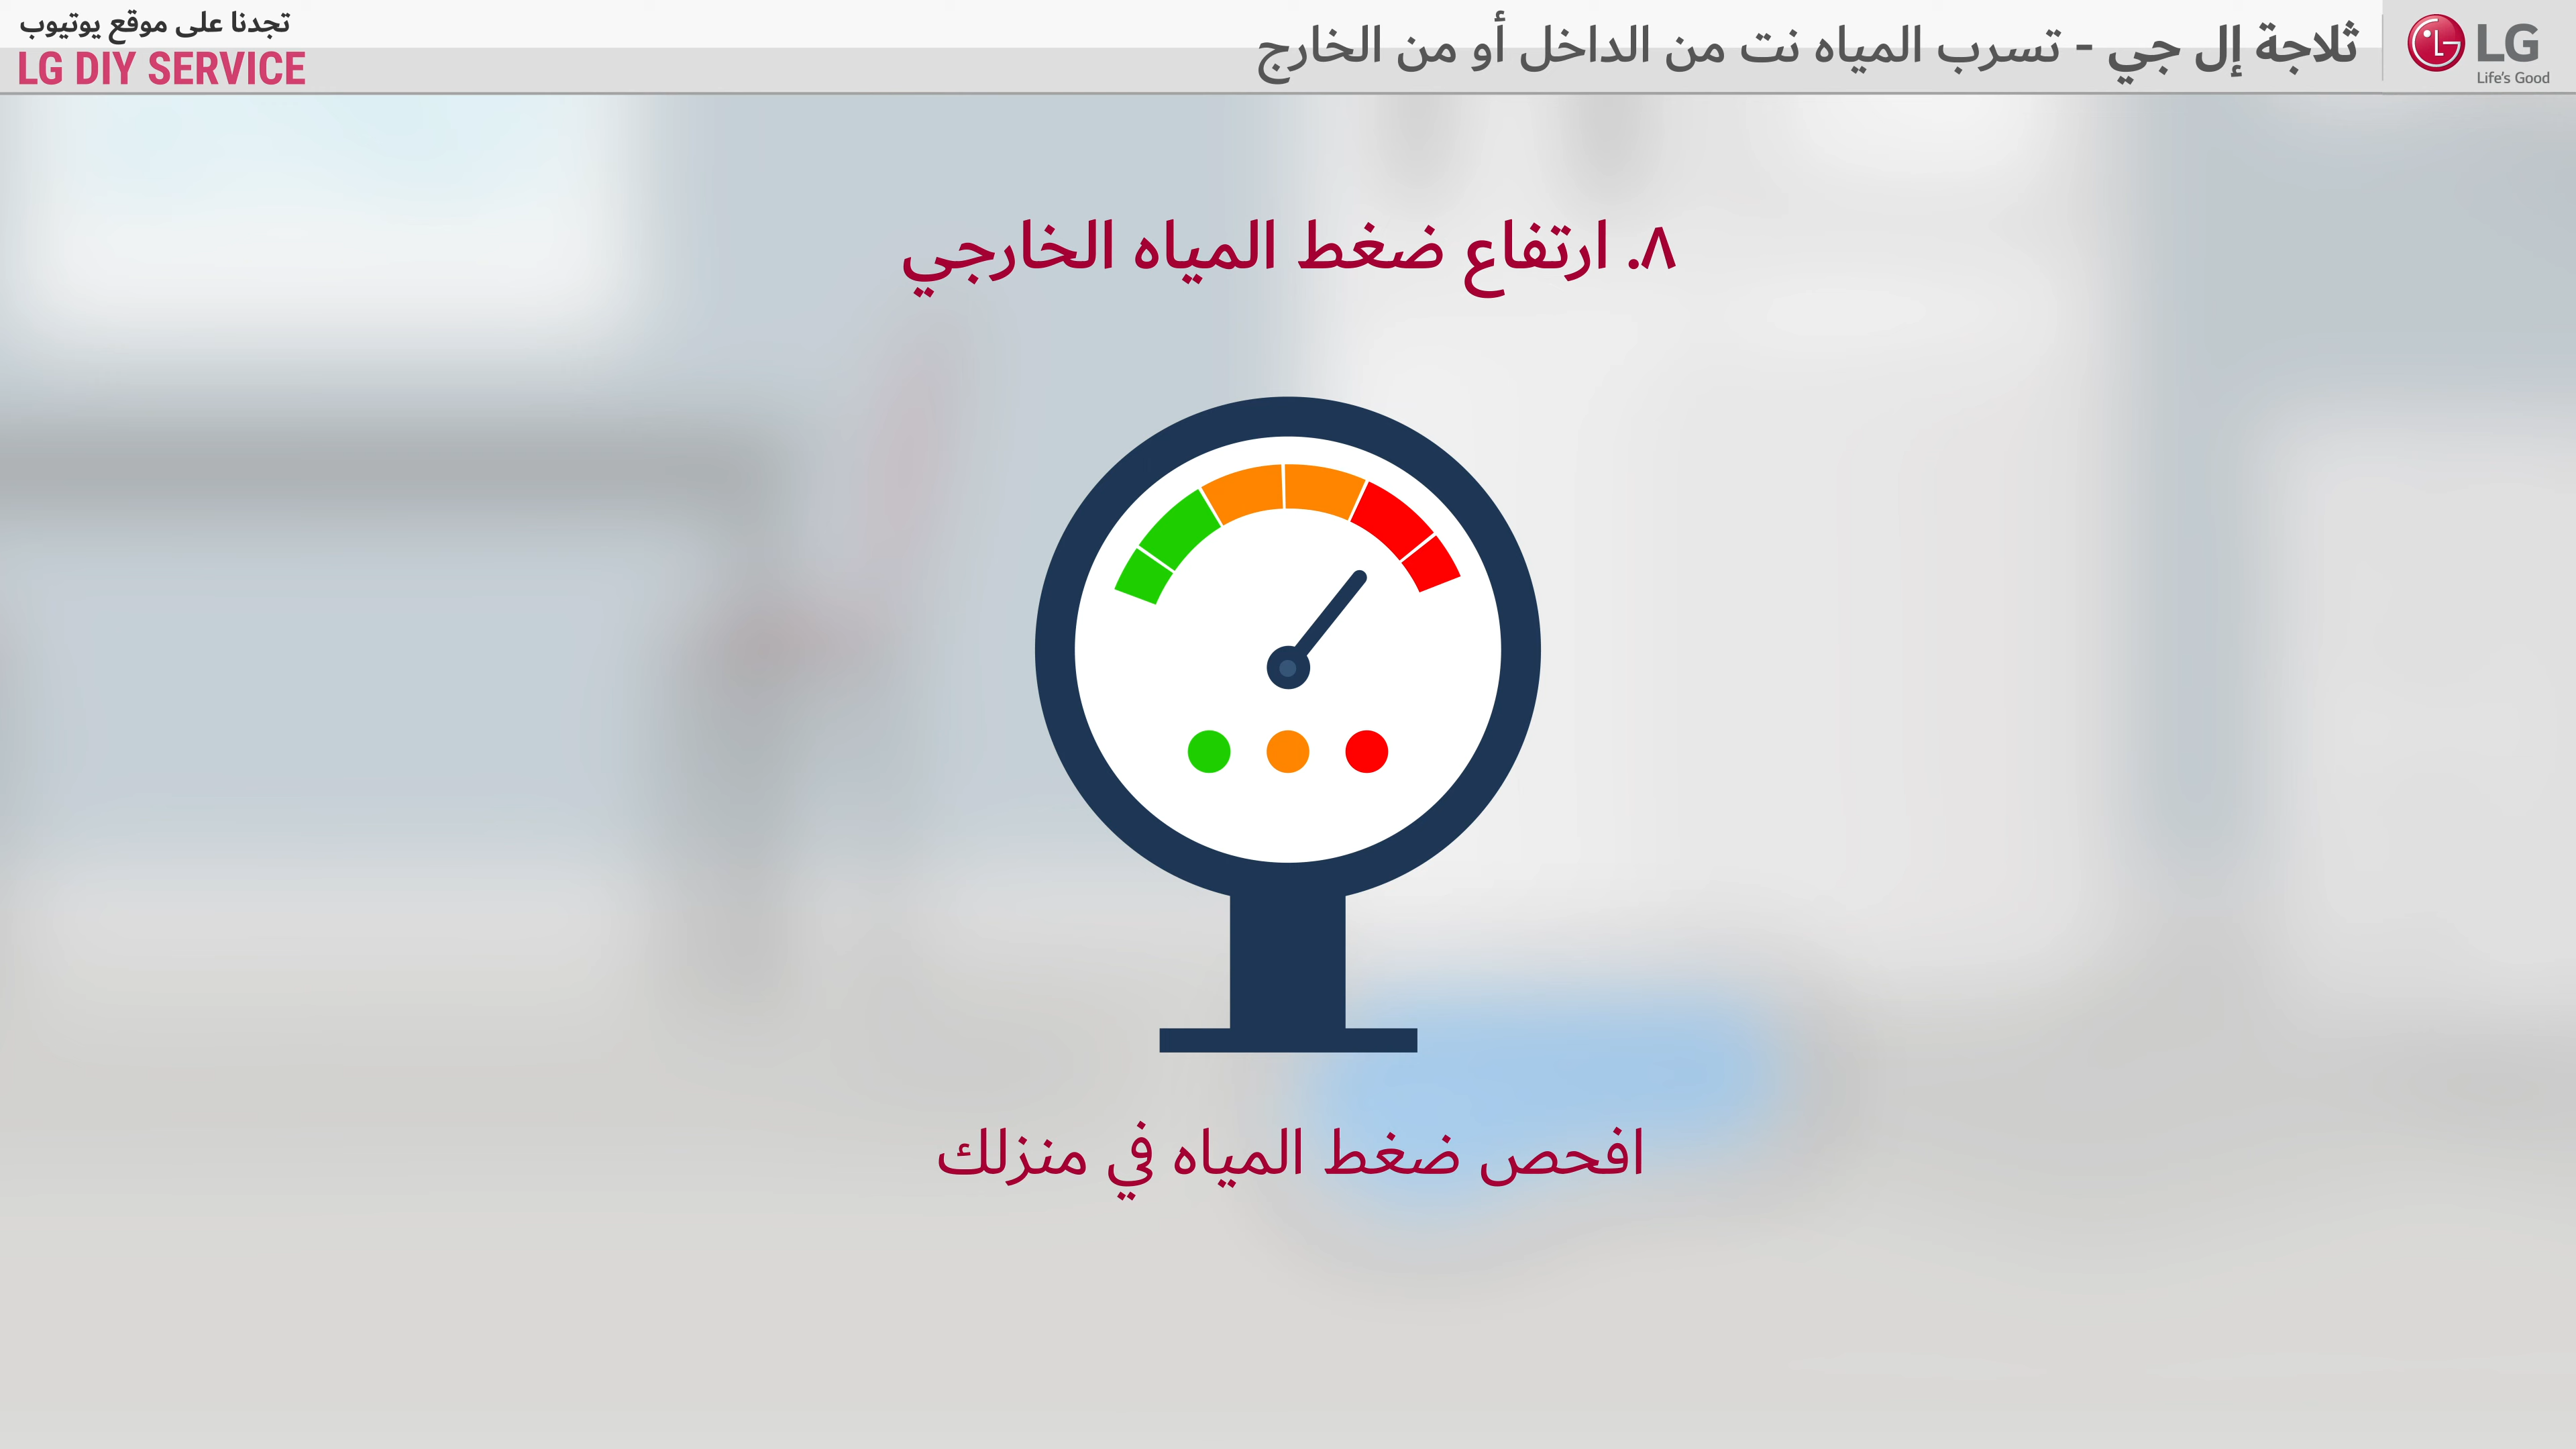 تجدنا على موقع يوتيوب
LG DIY SERVICE
ثلاجة إل جي - تسرب المياه نت من الداخل أو من الخارج
LG
Life's Good
٨. ارتفاع ضغط المياه الخارجي
افحص ضغط المياه في منزلك